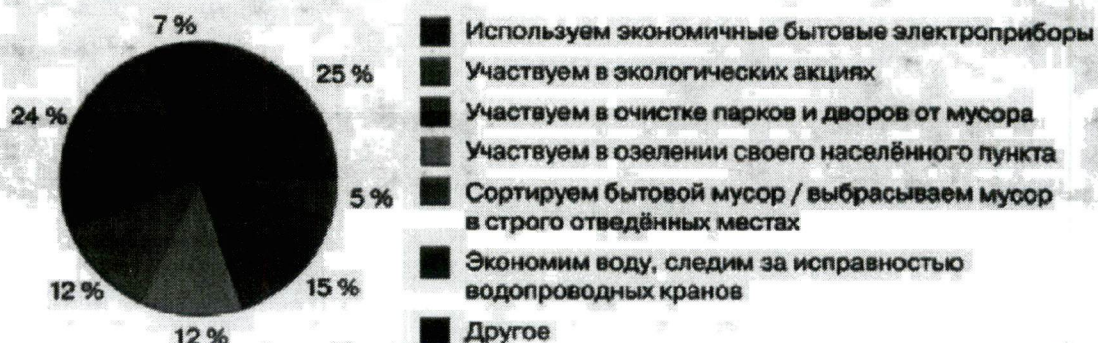 7 %
25 %
24 %
5 %
12 %
15 %
12 %
Используем экономичные бытовые электроприборы
Участвуем в экологических акциях
Участвуем в очистке парков и дворов от мусора
Участвуем в озелении своего населённого пункта
Сортируем бытовой мусор / выбрасываем мусор
в строго отведённых местах
Экономим воду, следим за исправностью
водопроводных кранов
Другое